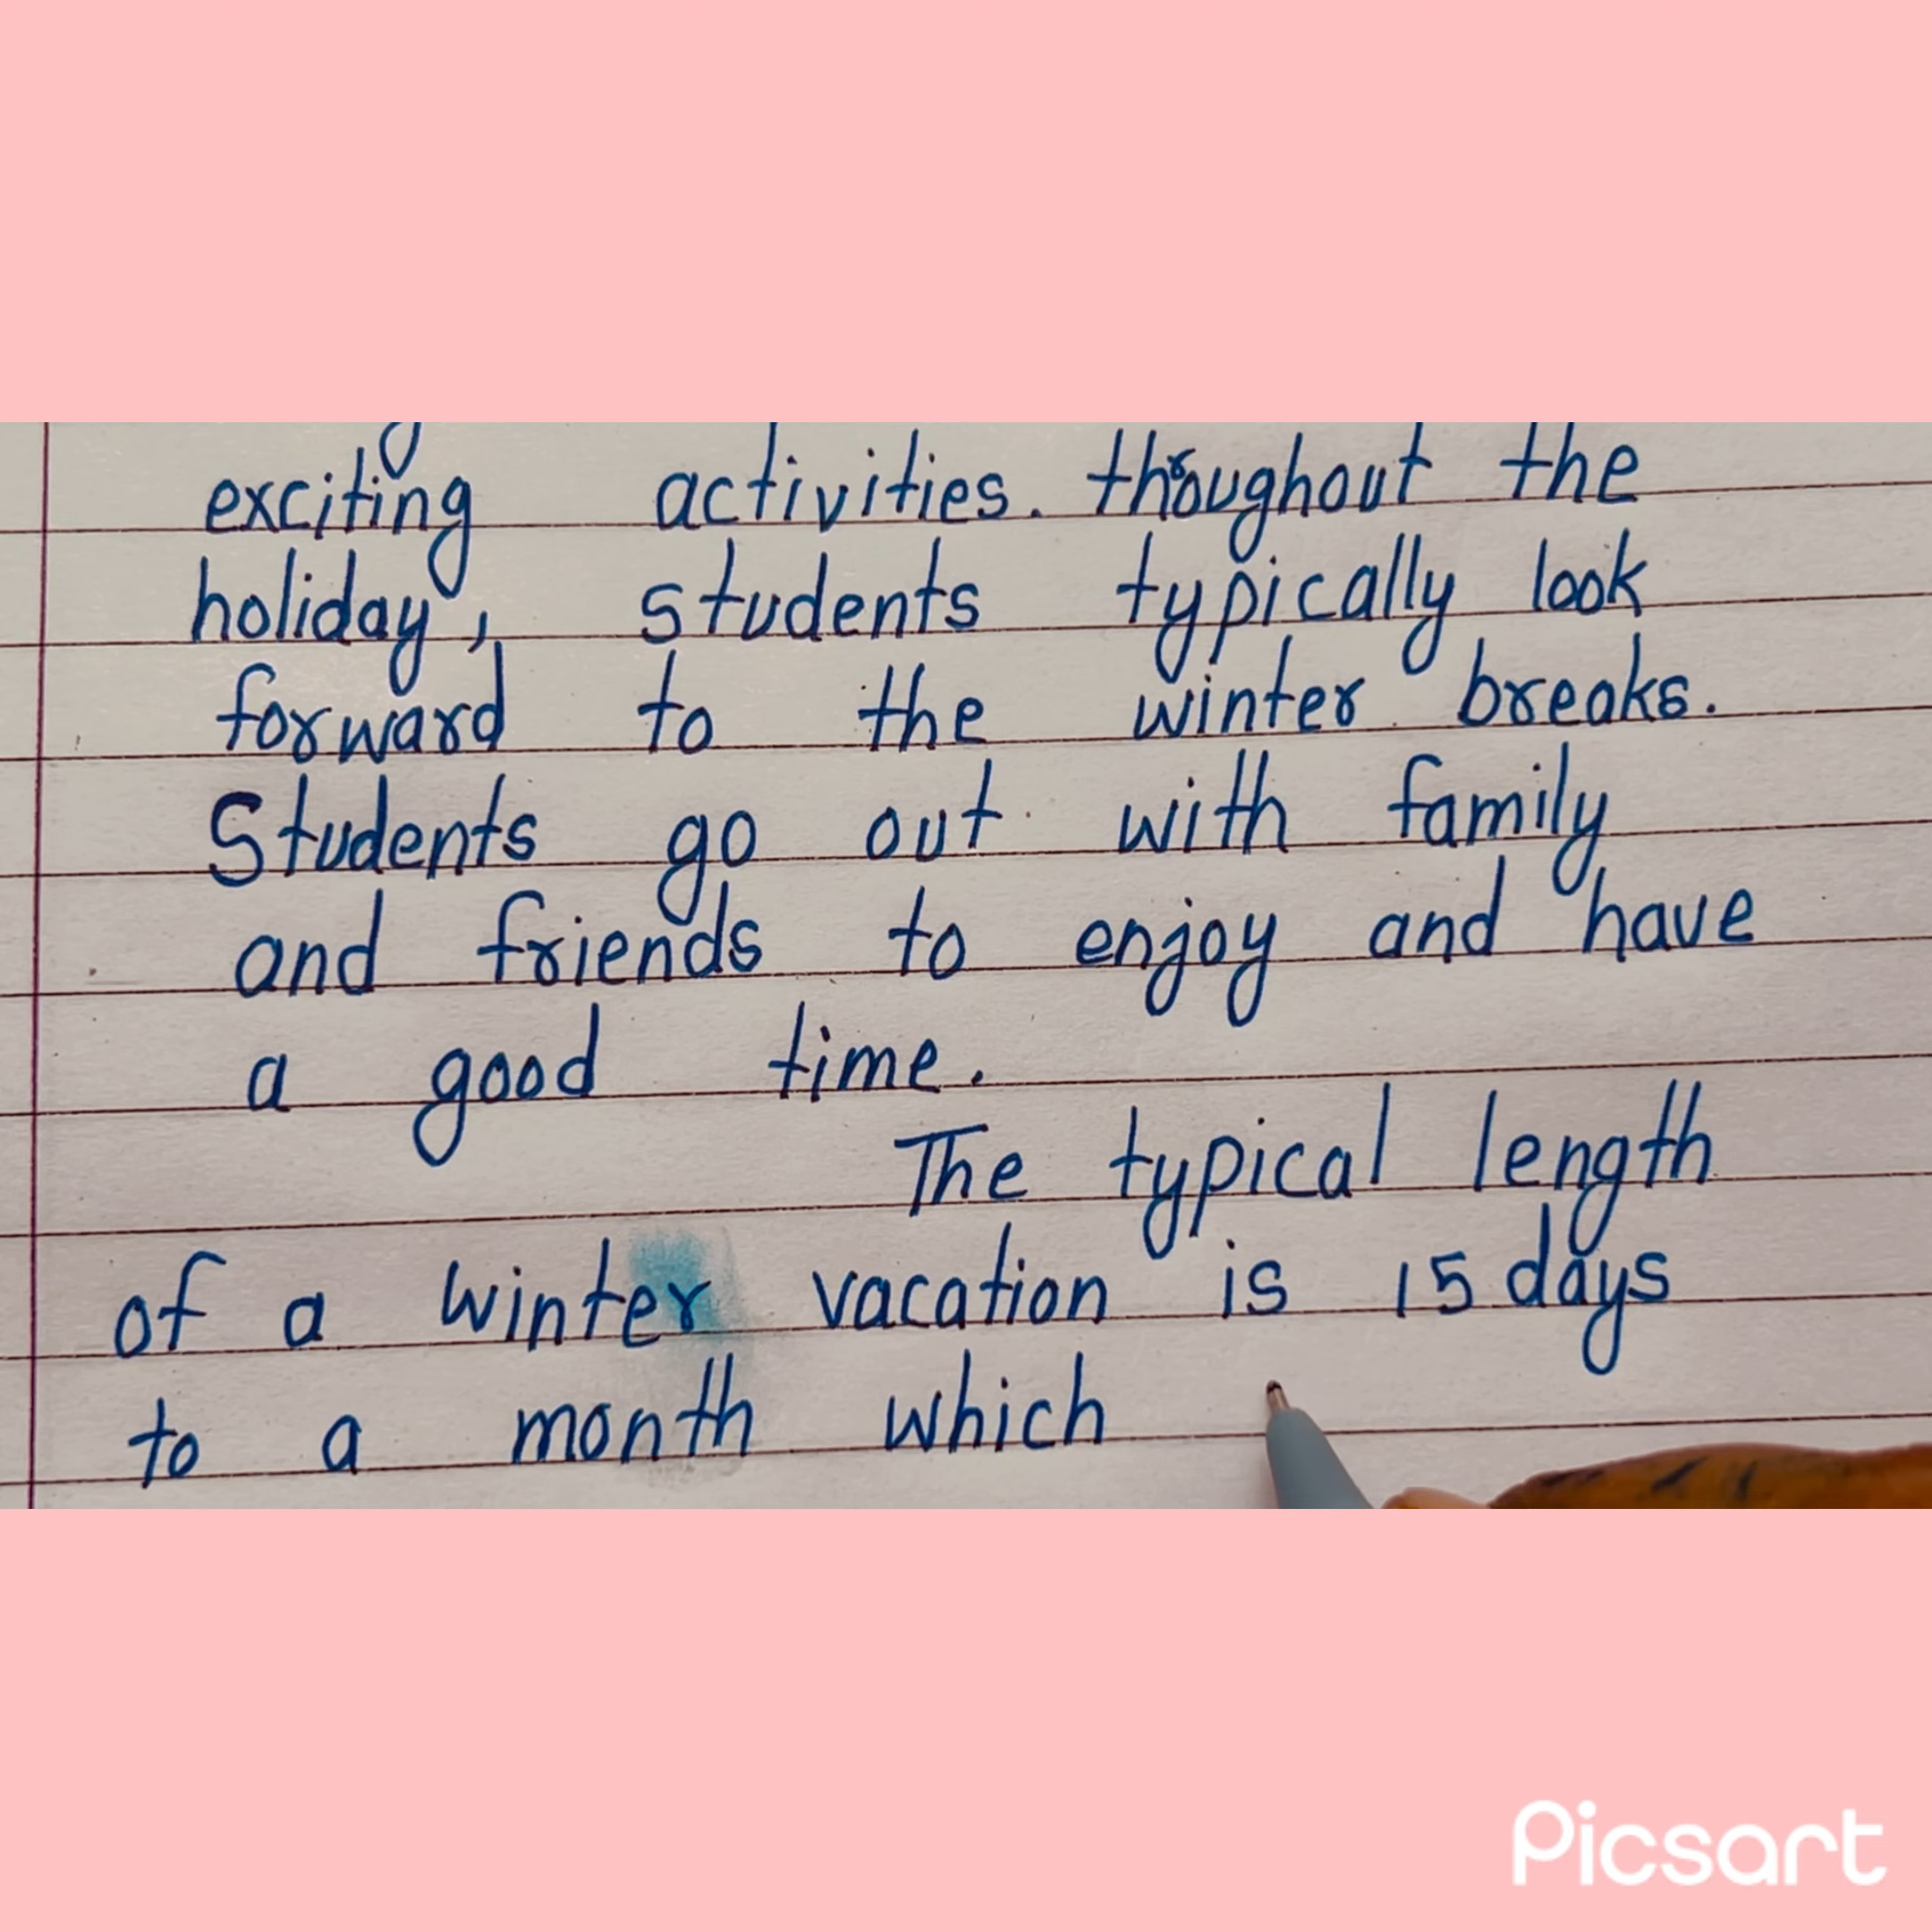 exciting activities. throughout the
holiday, students typically look
forward to the winter breaks.
Students go out with family
and friends to enjoy and have
a good time.
The typical length
of a winter vacation is 15 days
to a month which
Picsart